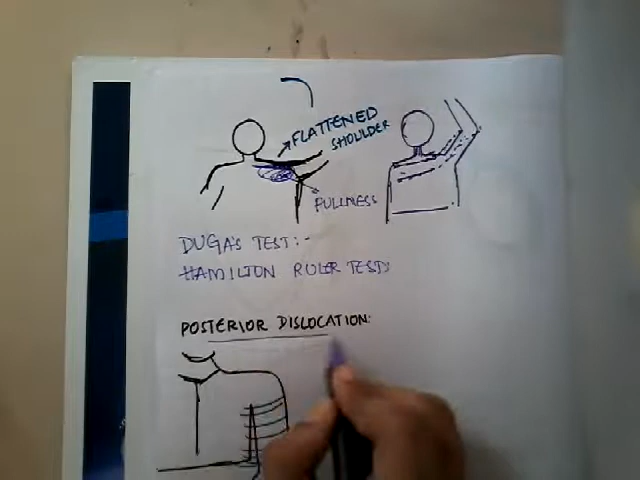 FLATTENED
SHOULDER
FULLNESS
DUGA'S TEST:-
HAMILTON RULER TEST:
POSTERIOR DISLOCATION: